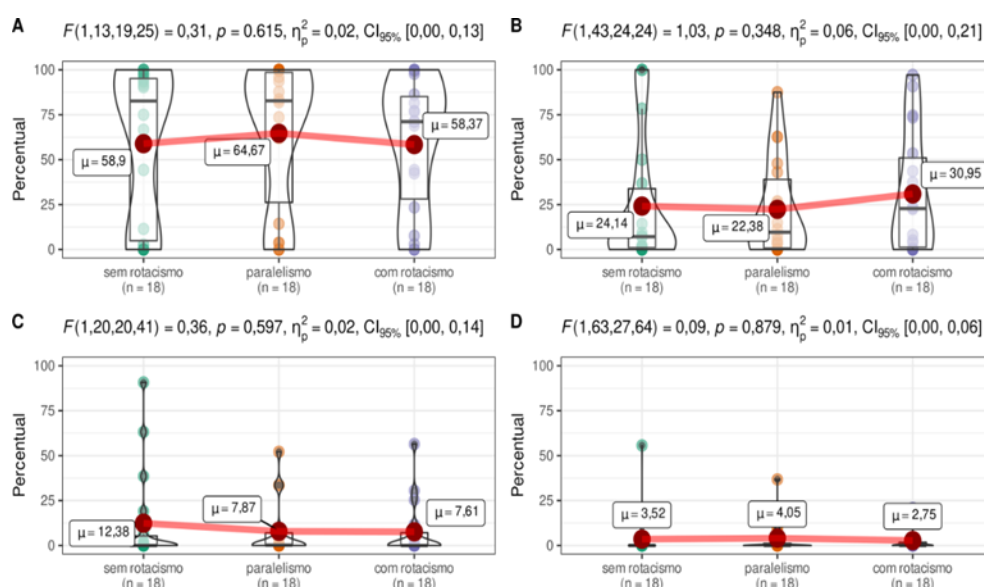 A
F(1,13,19,25) = 0,31, p = 0.615, η²p = 0,02, CI95% [0,00, 0,13]
100
75
50
25
0
Percentual
μ = 58,9
μ = 64,67
μ = 58,37
sem rotacismo
(n = 18)
paralelismo
(n = 18)
com rotacismo
(n = 18)
B
F(1,43,24,24) = 1,03, p = 0,348, η²p = 0,06, CI95% [0,00, 0,21]
100
75
50
25
0
Percentual
μ = 24,14
μ = 22,38
μ = 30,95
sem rotacismo
(n = 18)
paralelismo
(n = 18)
com rotacismo
(n = 18)
C
F(1,20,20,41) = 0,36, p = 0,597, η²p = 0,02, CI95% [0,00, 0,14]
100
75
50
25
0
Percentual
μ = 12,38
μ = 7,87
μ = 7,61
sem rotacismo
(n = 18)
paralelismo
(n = 18)
com rotacismo
(n = 18)
D
F(1,63,27,64) = 0,09, p = 0,879, η²p = 0,01, CI95% [0,00, 0,06]
100
75
50
25
0
Percentual
μ = 3,52
μ = 4,05
μ = 2,75
sem rotacismo
(n = 18)
paralelismo
(n = 18)
com rotacismo
(n = 18)